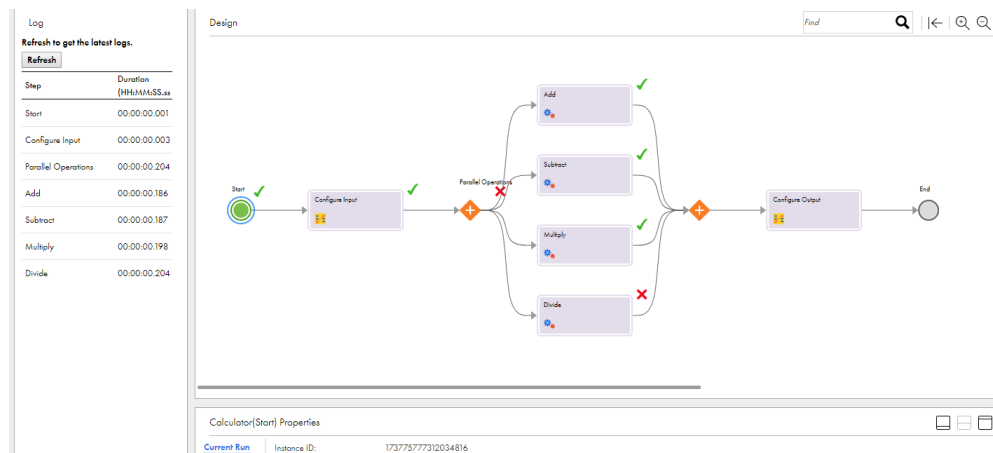 Log
Refresh to get the latest logs.
Refresh
Step Duration
(HH:MM:SS.ss
Start 00:00:00.001
Configure Input 00:00:00.003
Parallel Operations 00:00:00.204
Add 00:00:00.186
Subtract 00:00:00.187
Multiply 00:00:00.198
Divide 00:00:00.204
Design
Find
Start
Configure Input
Parallel Operations
Add
Subtract
Multiply
Divide
Configure Output
End
Calculator(Start) Properties
Current Run Instance ID: 173775777312034816